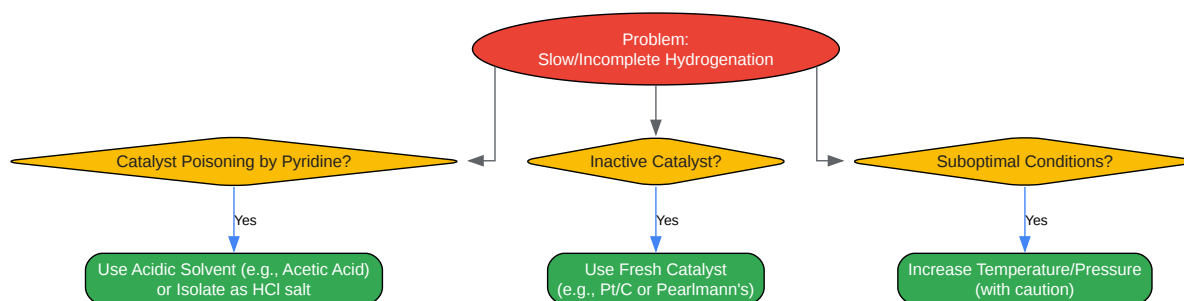 Problem:
Slow/Incomplete Hydrogenation
Catalyst Poisoning by Pyridine?
Inactive Catalyst?
Suboptimal Conditions?
Yes
Yes
Yes
Use Acidic Solvent (e.g., Acetic Acid)
or Isolate as HCl salt
Use Fresh Catalyst
(e.g., Pt/C or Pearlmann's)
Increase Temperature/Pressure
(with caution)